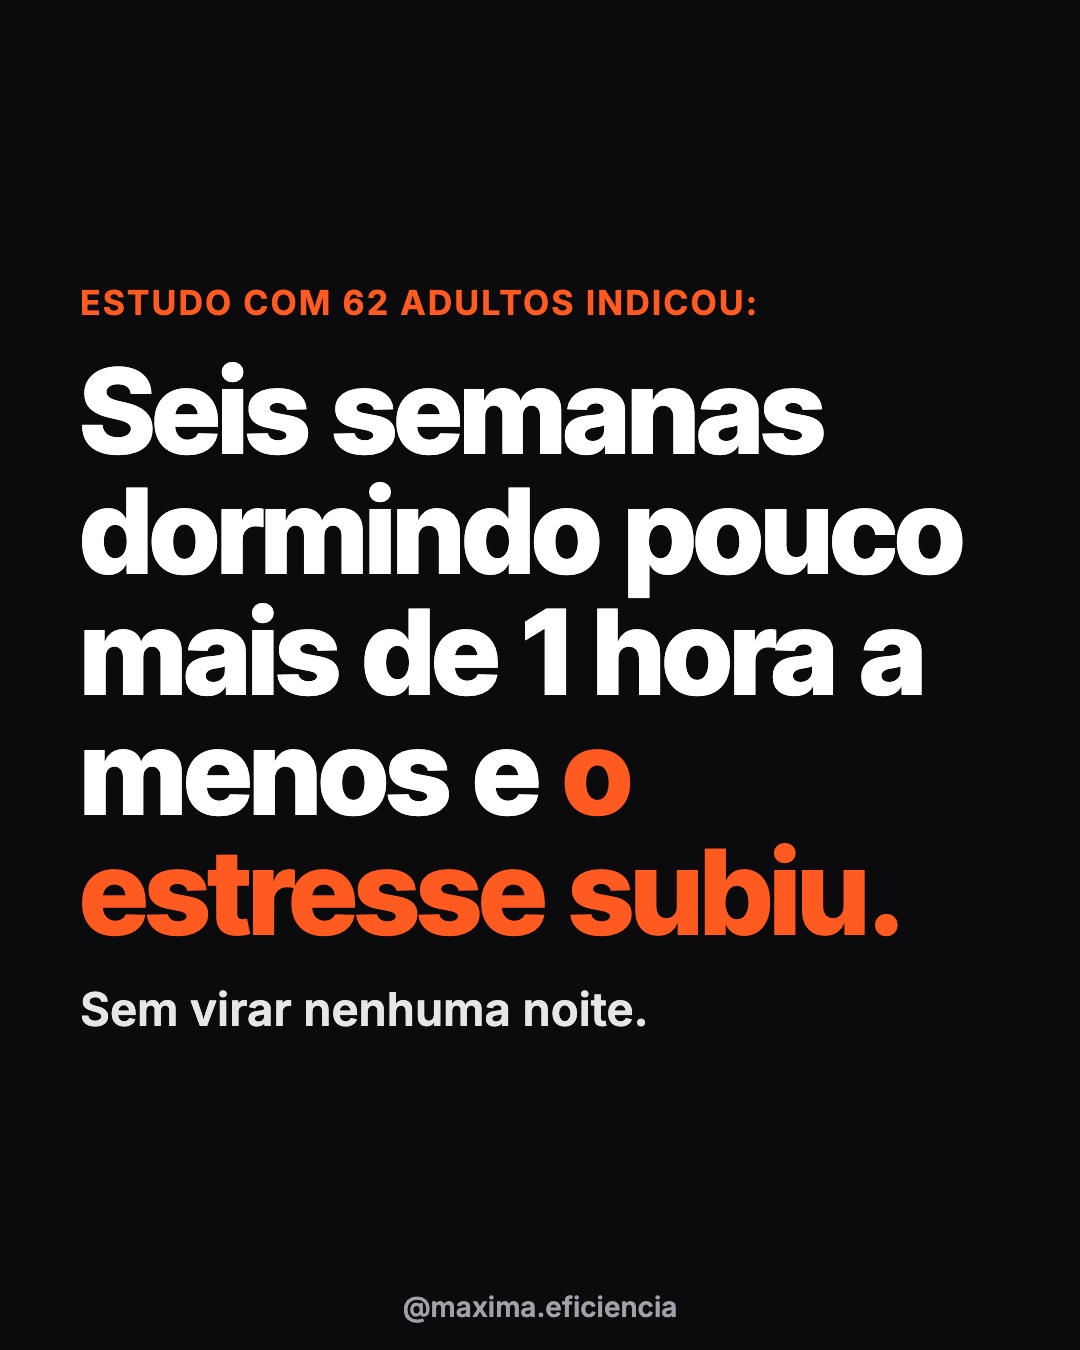 ESTUDO COM 62 ADULTOS INDICOU:
Seis semanas
dormindo pouco
mais de 1 hora a
menos e o
estresse subiu.
Sem virar nenhuma noite.
@maxima.eficiencia